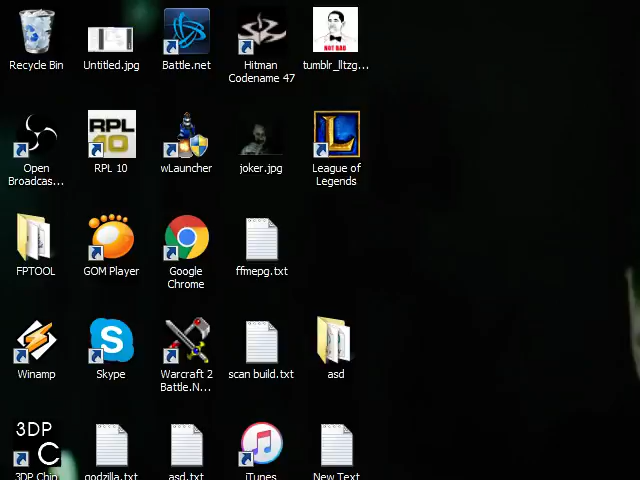 Recycle Bin
Untitled.jpg
Battle.net
Hitman
Codename 47
NOT BAD
tumblr_lltzg...
Open
Broadcas...
RPL
10
RPL 10
wLauncher
joker.jpg
L
League of
Legends
FPTOOL
GOM Player
Google
Chrome
ffmepg.txt
Winamp
S
Skype
Warcraft 2
Battle.N...
scan build.txt
asd
3DP
C
3DP Chip
godzilla.txt
asd.txt
iTunes
New Text